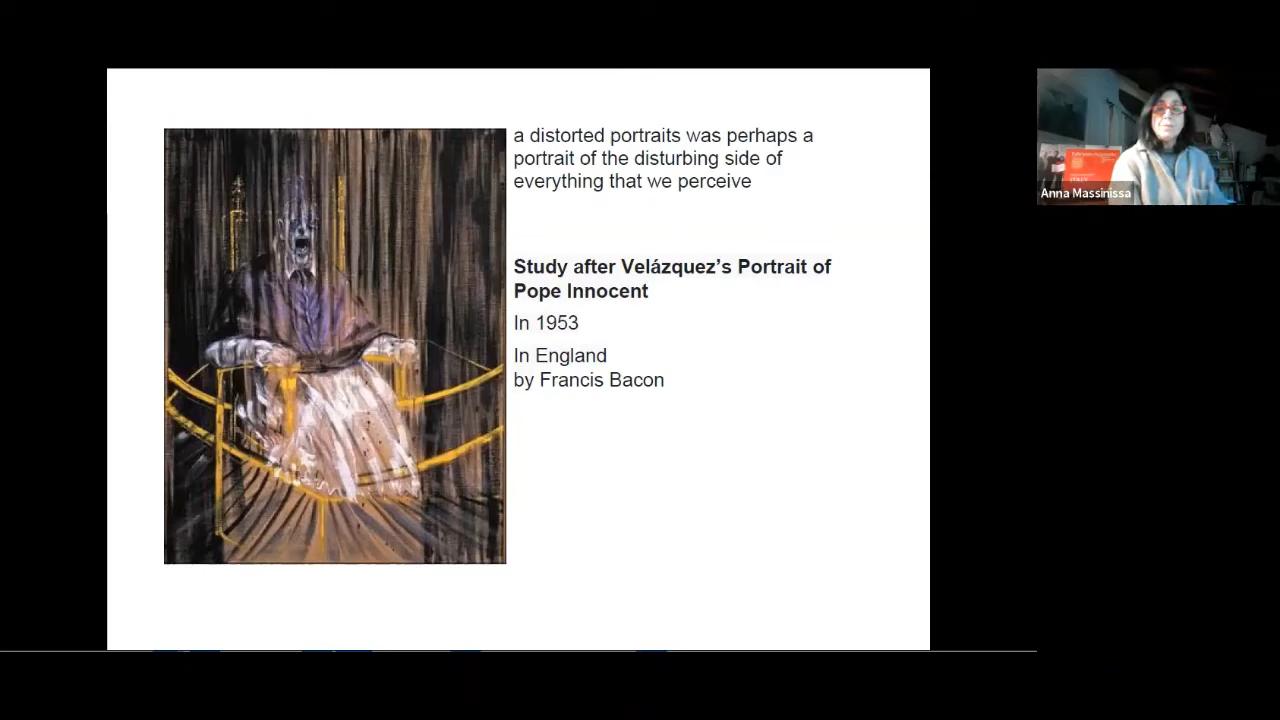 a distorted portraits was perhaps a
portrait of the disturbing side of
everything that we perceive
Study after Velázquez's Portrait of
Pope Innocent
In 1953
In England
by Francis Bacon
Anna Massinissa